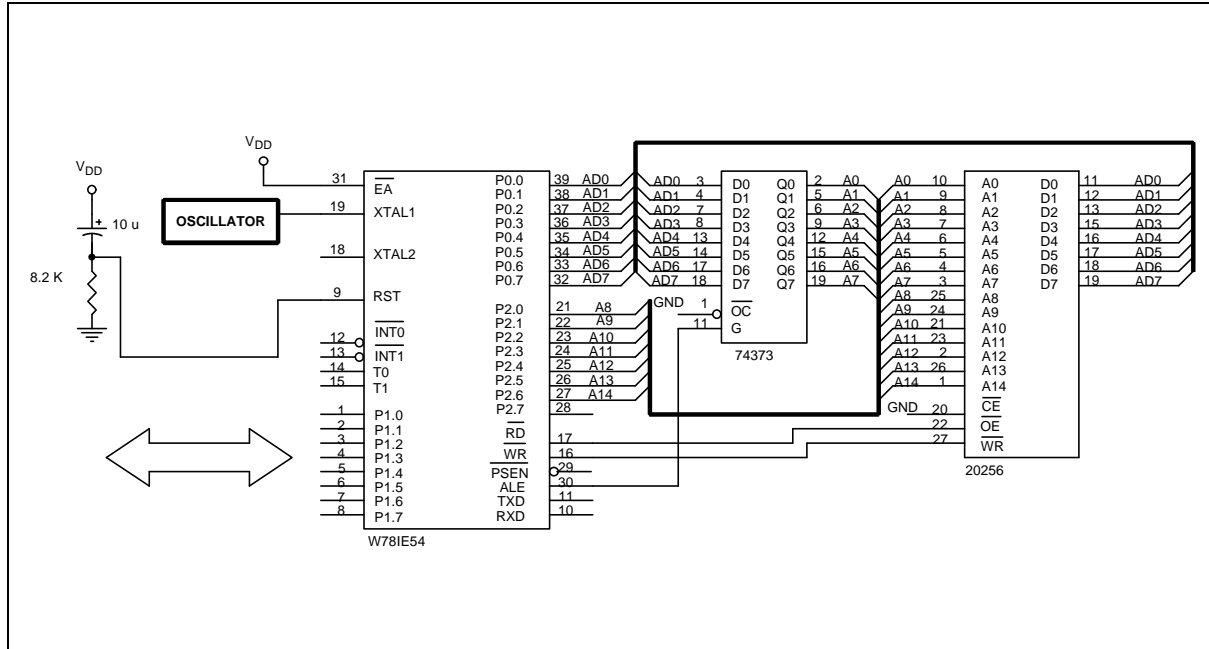 VDD
VDD
10 u
8.2 K
OSCILLATOR
31
19
18
9
12
13
14
15
1
2
3
4
5
6
7
8
EA
XTAL1
XTAL2
RST
INT0
INT1
T0
T1
P1.0
P1.1
P1.2
P1.3
P1.4
P1.5
P1.6
P1.7
P0.0 39 AD0
P0.1 38 AD1
P0.2 37 AD2
P0.3 36 AD3
P0.4 35 AD4
P0.5 34 AD5
P0.6 33 AD6
P0.7 32 AD7
P2.0 21 A8
P2.1 22 A9
P2.2 23 A10
P2.3 24 A11
P2.4 25 A12
P2.5 26 A13
P2.6 27 A14
P2.7 28
RD 17
WR 16
PSEN 29
ALE 30
TXD 11
RXD 10
W78IE54
AD0 3 D0 Q0 2 A0
AD1 4 D1 Q1 5 A1
AD2 7 D2 Q2 6 A2
AD3 8 D3 Q3 9 A3
AD4 13 D4 Q4 12 A4
AD5 14 D5 Q5 15 A5
AD6 17 D6 Q6 16 A6
AD7 18 D7 Q7 19 A7
GND 1 OC
11 G
74373
A0 10 A0
A1 9 A1
A2 8 A2
A3 7 A3
A4 6 A4
A5 5 A5
A6 4 A6
A7 3 A7
A8 25 A8
A9 24 A9
A10 21 A10
A11 23 A11
A12 2 A12
A13 26 A13
A14 1 A14
GND 20 CE
22 OE
27 WR
D0 11 AD0
D1 12 AD1
D2 13 AD2
D3 15 AD3
D4 16 AD4
D5 17 AD5
D6 18 AD6
D7 19 AD7
20256